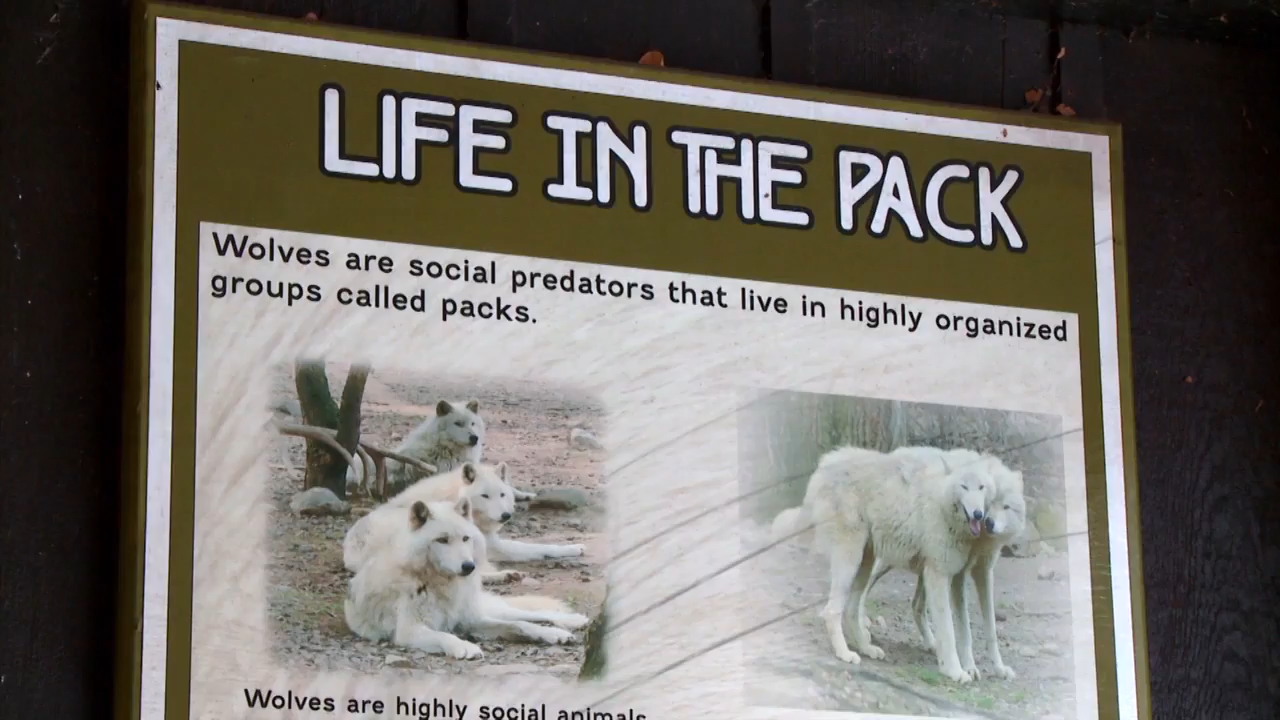 LIFE IN THE PACK
Wolves are social predators that live in highly organized
groups called packs.
Wolves are highly social animals